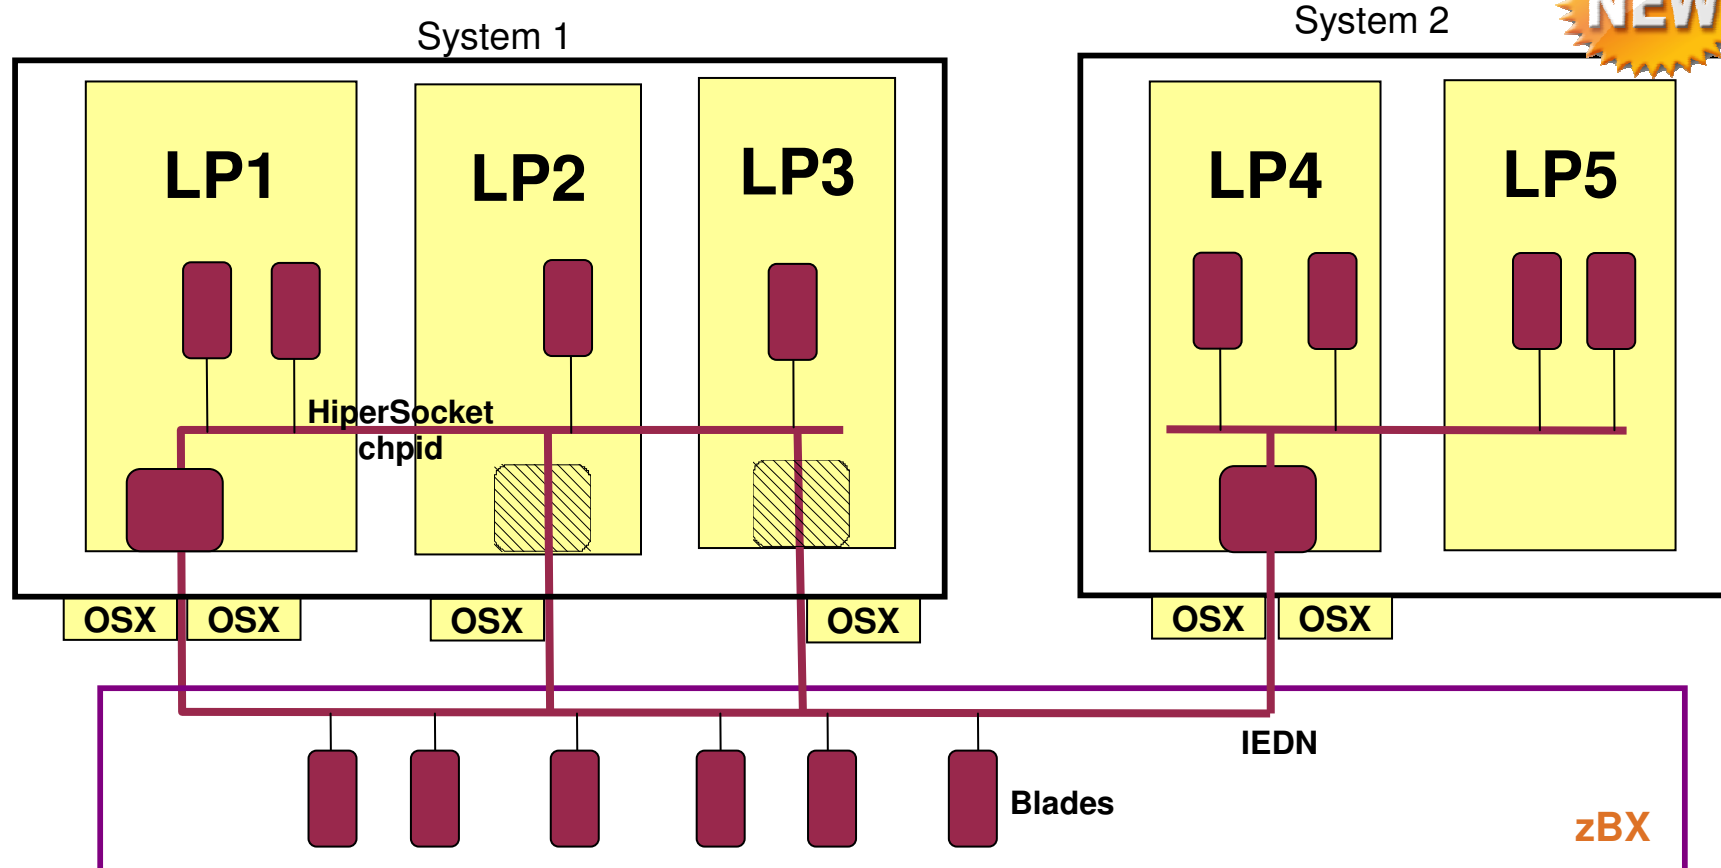 System 1
System 2
NEW
LP1
LP2
LP3
LP4
LP5
HiperSocket
chpid
OSX
OSX
OSX
OSX
OSX
OSX
IEDN
Blades
zBX